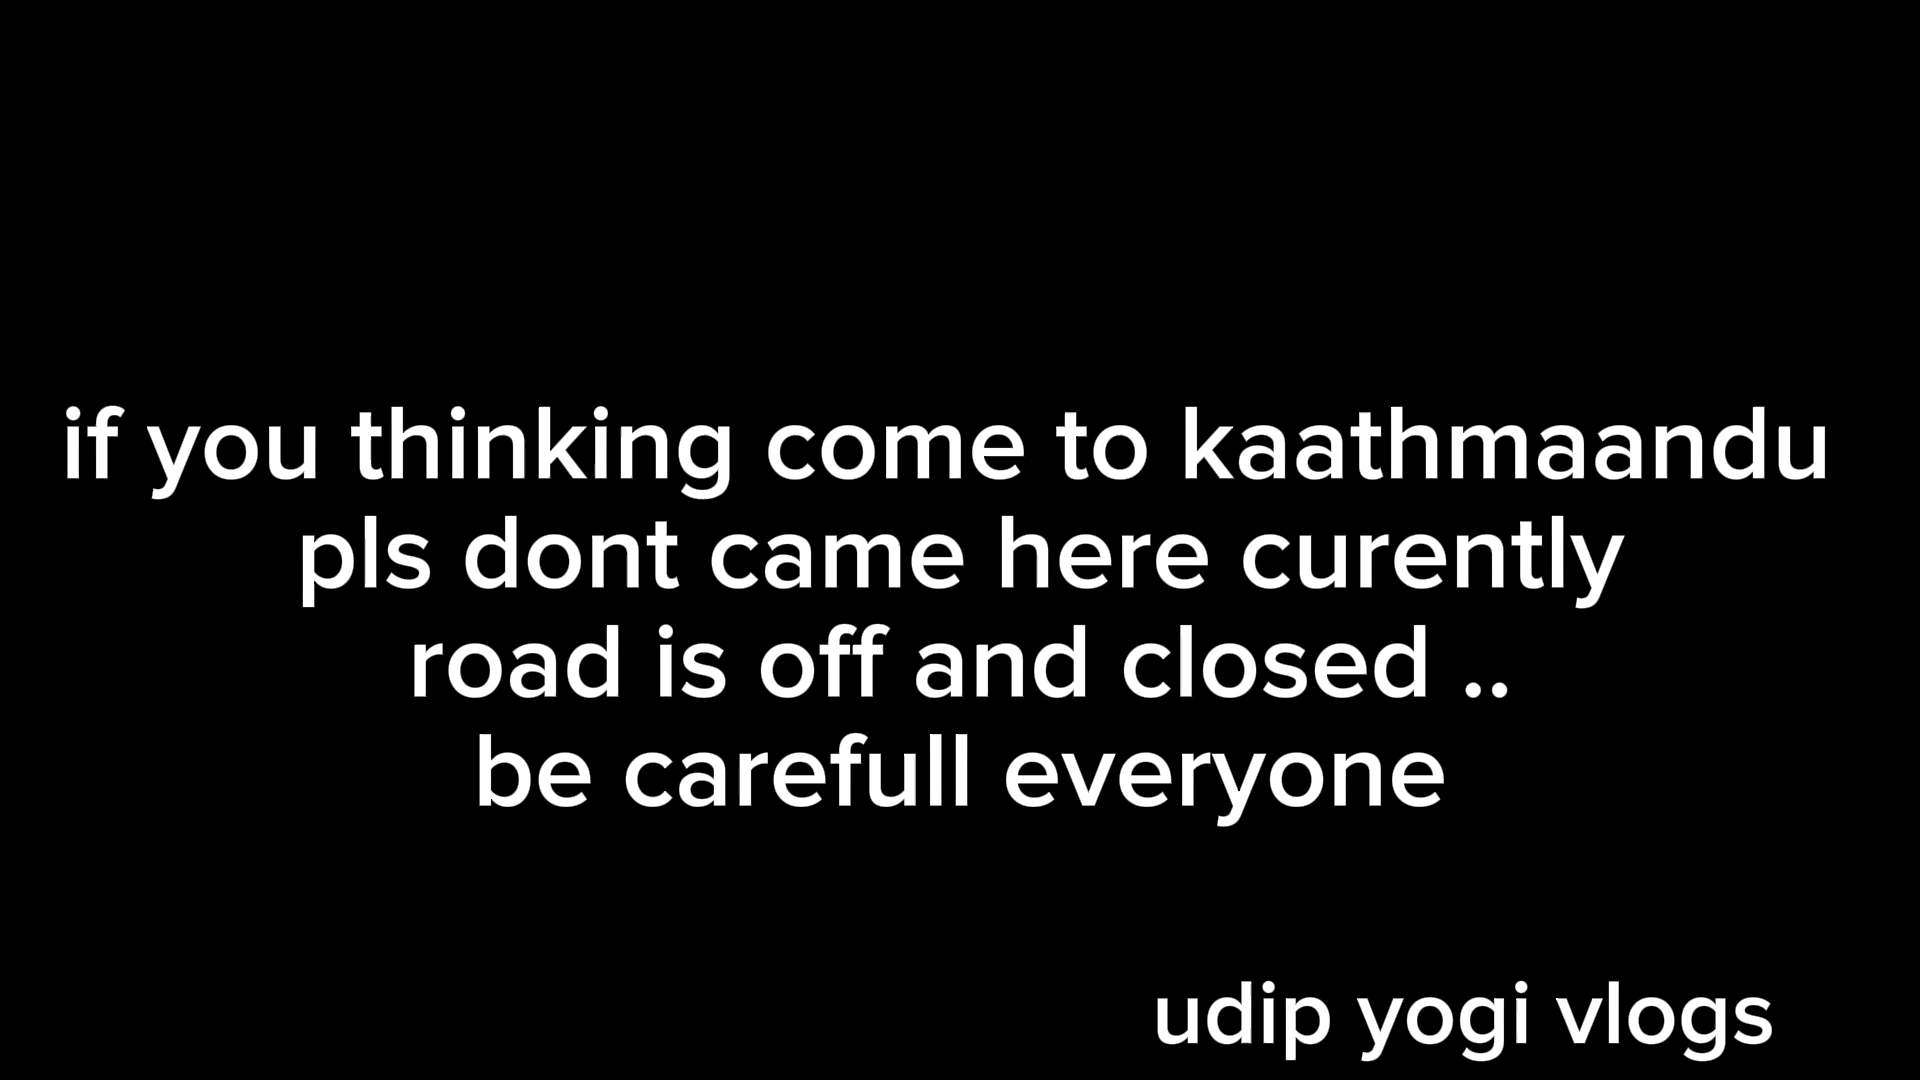 if you thinking come to kaathmaandu
pls dont came here curently
road is off and closed ..
be carefull everyone
udip yogi vlogs